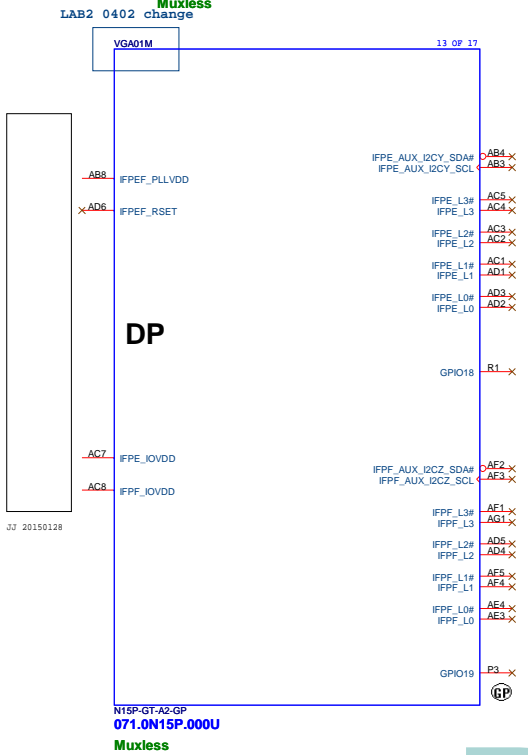 Muxless
LAB2 0402 change
VGA01M
13 OF 17
AB8 IFPEF_PLLVDD
AD6 IFPEF_RSET
DP
AC7 IFPE_IOVDD
AC8 IFPF_IOVDD
JJ 20150128
IFPE_AUX_I2CY_SDA# AB4
IFPE_AUX_I2CY_SCL AB3
IFPE_L3# AC5
IFPE_L3 AC4
IFPE_L2# AC3
IFPE_L2 AC2
IFPE_L1# AC1
IFPE_L1 AD1
IFPE_L0# AD3
IFPE_L0 AD2
GPIO18 R1
IFPF_AUX_I2CZ_SDA# AF2
IFPF_AUX_I2CZ_SCL AF3
IFPF_L3# AF1
IFPF_L3 AG1
IFPF_L2# AD5
IFPF_L2 AD4
IFPF_L1# AF5
IFPF_L1 AF4
IFPF_L0# AE4
IFPF_L0 AE3
GPIO19 P3
GP
N15P-GT-A2-GP
071.0N15P.000U
Muxless